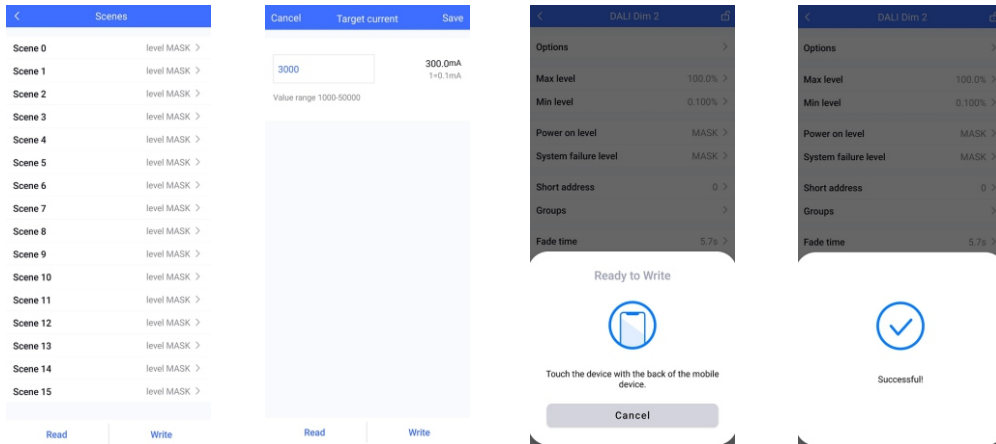 Scenes
Scene 0 level MASK
Scene 1 level MASK
Scene 2 level MASK
Scene 3 level MASK
Scene 4 level MASK
Scene 5 level MASK
Scene 6 level MASK
Scene 7 level MASK
Scene 8 level MASK
Scene 9 level MASK
Scene 10 level MASK
Scene 11 level MASK
Scene 12 level MASK
Scene 13 level MASK
Scene 14 level MASK
Scene 15 level MASK
Read Write
Cancel Target current Save
3000 300.0mA
1=0.1mA
Value range 1000-50000
Read Write
DALI Dim 2
Options
Max level 100.0%
Min level 0.100%
Power on level MASK
System failure level MASK
Short address 0
Groups
Fade time 5.7s
Ready to Write
Touch the device with the back of the mobile
device.
Cancel
DALI Dim 2
Options
Max level 100.0%
Min level 0.100%
Power on level MASK
System failure level MASK
Short address 0
Groups
Fade time 5.7s
Successful!